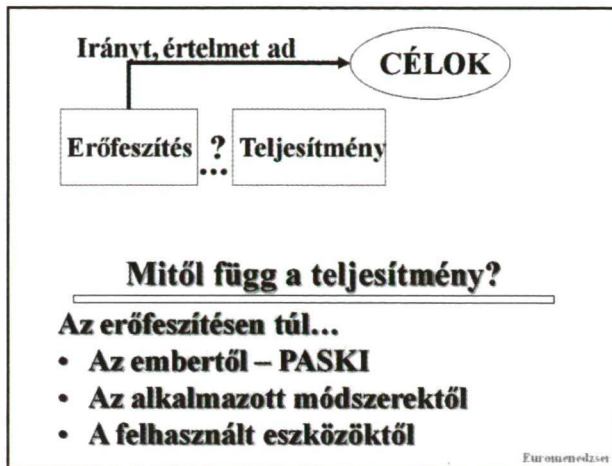 Irányt, értelmet ad
CÉLOK
Erőfeszítés ? Teljesítmény
...
Mitől függ a teljesítmény?
Az erőfeszítésen túl...
• Az embertől – PASKI
• Az alkalmazott módszerektől
• A felhasznált eszközöktől
Euromenedzser